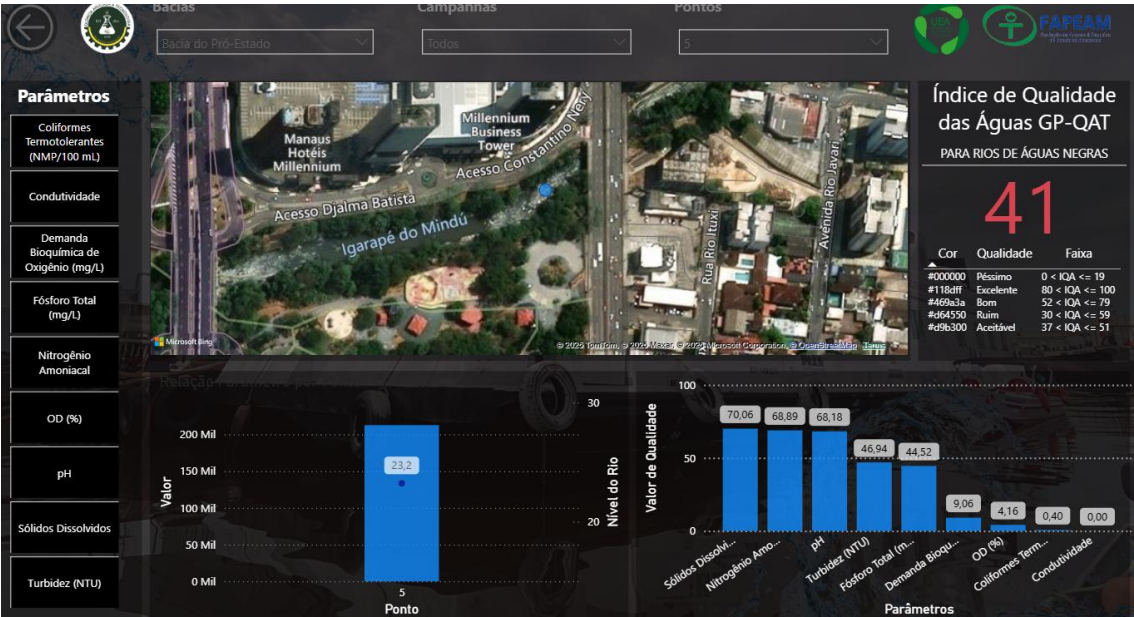 Bacias
Campanhas
Pontos
Bacia do Pró-Estado
Todos
5
UEA
FAPEAM
Parâmetros
Coliformes
Termotolerantes
(NMP/100 mL)
Condutividade
Demanda
Bioquímica de
Oxigênio (mg/L)
Fósforo Total
(mg/L)
Nitrogênio
Amoniacal
OD (%)
pH
Sólidos Dissolvidos
Turbidez (NTU)
Manaus
Hotéis
Millennium
Millennium
Business
Tower
Acesso Constantino Nery
Acesso Djalma Batista
Igarapé do Mindú
Rua Rio Ituxi
Avenida Rio Javari
Microsoft Bing
© 2026 TomTom, © 2026 Maxar, © 2026 Microsoft Corporation, © OpenStreetMap Terms
Índice de Qualidade
das Águas GP-QAT
PARA RIOS DE ÁGUAS NEGRAS
41
Cor Qualidade Faixa
#000000 Péssimo 0 < IQA <= 19
#118dff Excelente 80 < IQA <= 100
#469a3a Bom 52 < IQA <= 79
#d64550 Ruim 30 < IQA <= 59
#d9b300 Aceitável 37 < IQA <= 51
Valor
200 Mil
150 Mil
100 Mil
50 Mil
0 Mil
23,2
5
Ponto
30
20
Nível do Rio
Valor de Qualidade
100
50
0
70,06
68,89
68,18
46,94
44,52
9,06
4,16
0,40
0,00
Sólidos Dissolvi...
Nitrogênio Amo...
pH
Turbidez (NTU)
Fósforo Total (m...
Demanda Bioqu...
OD (%)
Coliformes Term...
Condutividade
Parâmetros